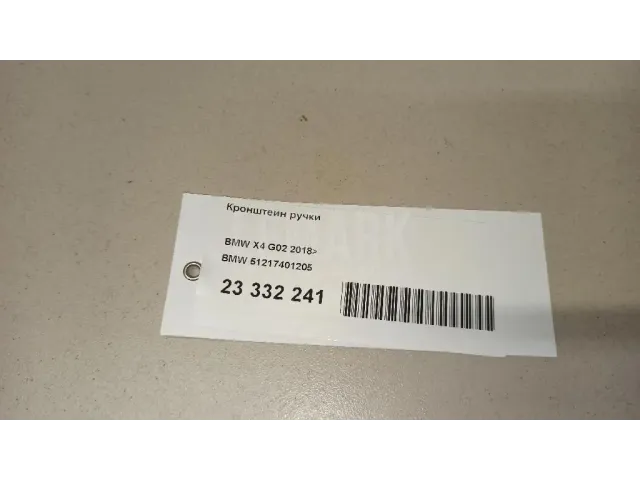 Кронштейн ручки
BMW X4 G02 2018>
BMW 51217401205
23 332 241